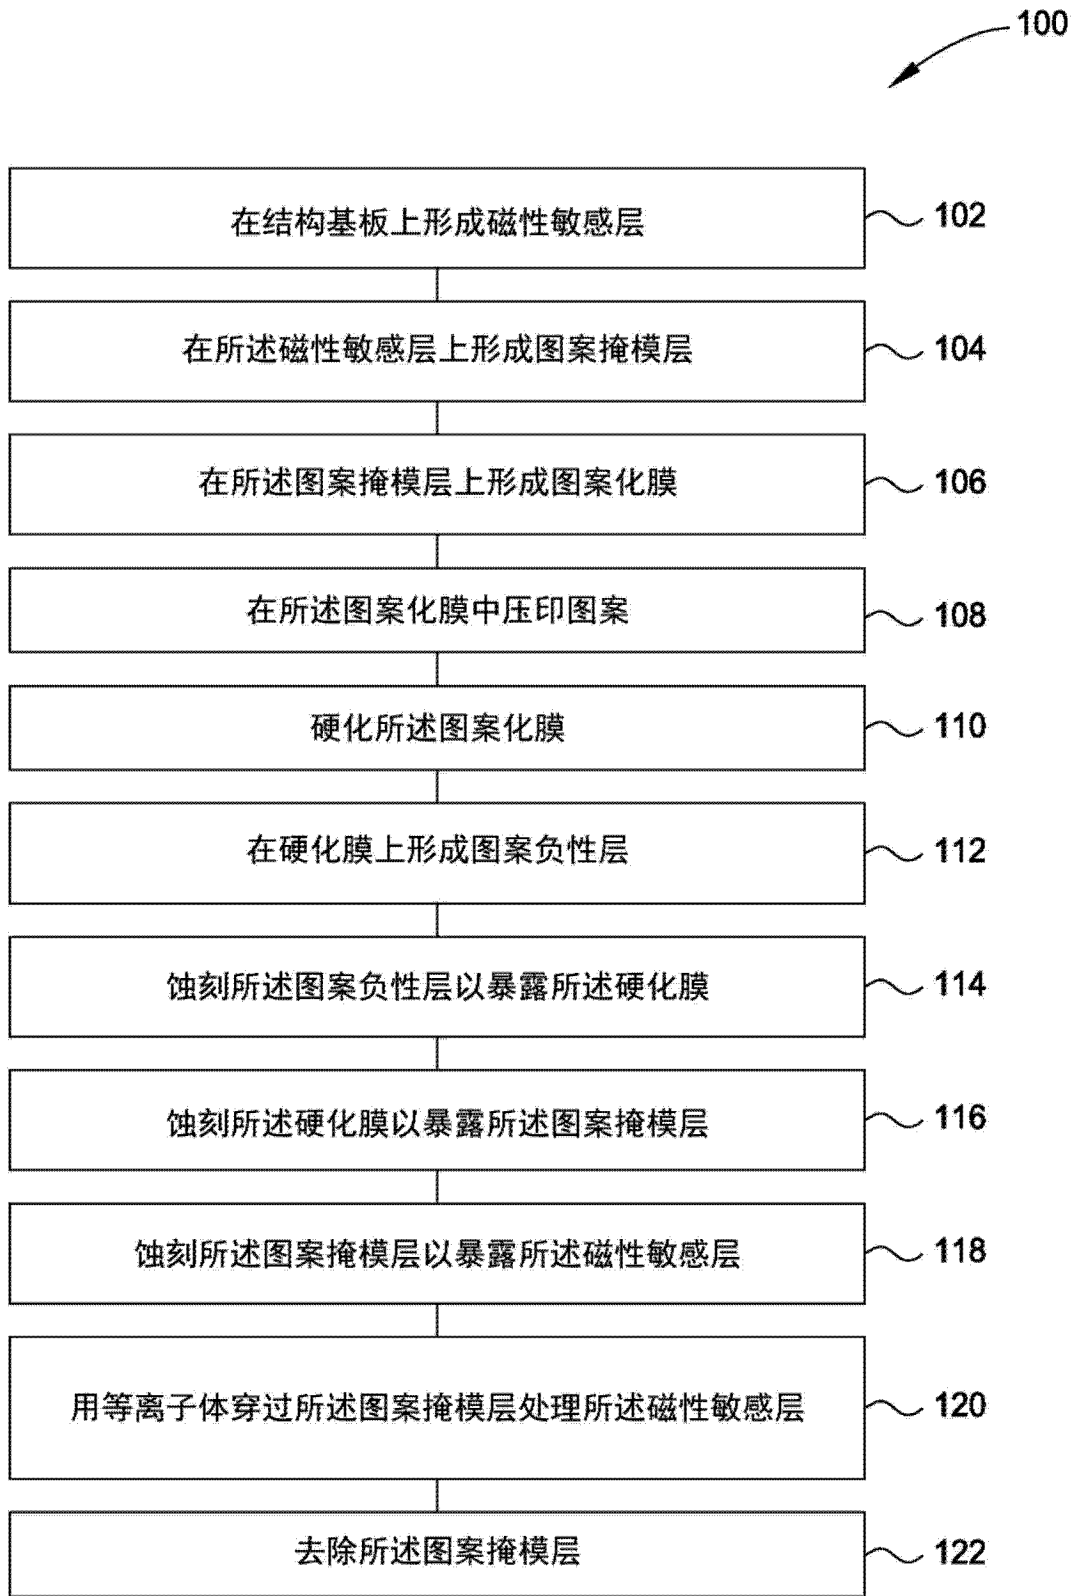 100
在结构基板上形成磁性敏感层 102
在所述磁性敏感层上形成图案掩模层 104
在所述图案掩模层上形成图案化膜 106
在所述图案化膜中压印图案 108
硬化所述图案化膜 110
在硬化膜上形成图案负性层 112
蚀刻所述图案负性层以暴露所述硬化膜 114
蚀刻所述硬化膜以暴露所述图案掩模层 116
蚀刻所述图案掩模层以暴露所述磁性敏感层 118
用等离子体穿过所述图案掩模层处理所述磁性敏感层 120
去除所述图案掩模层 122